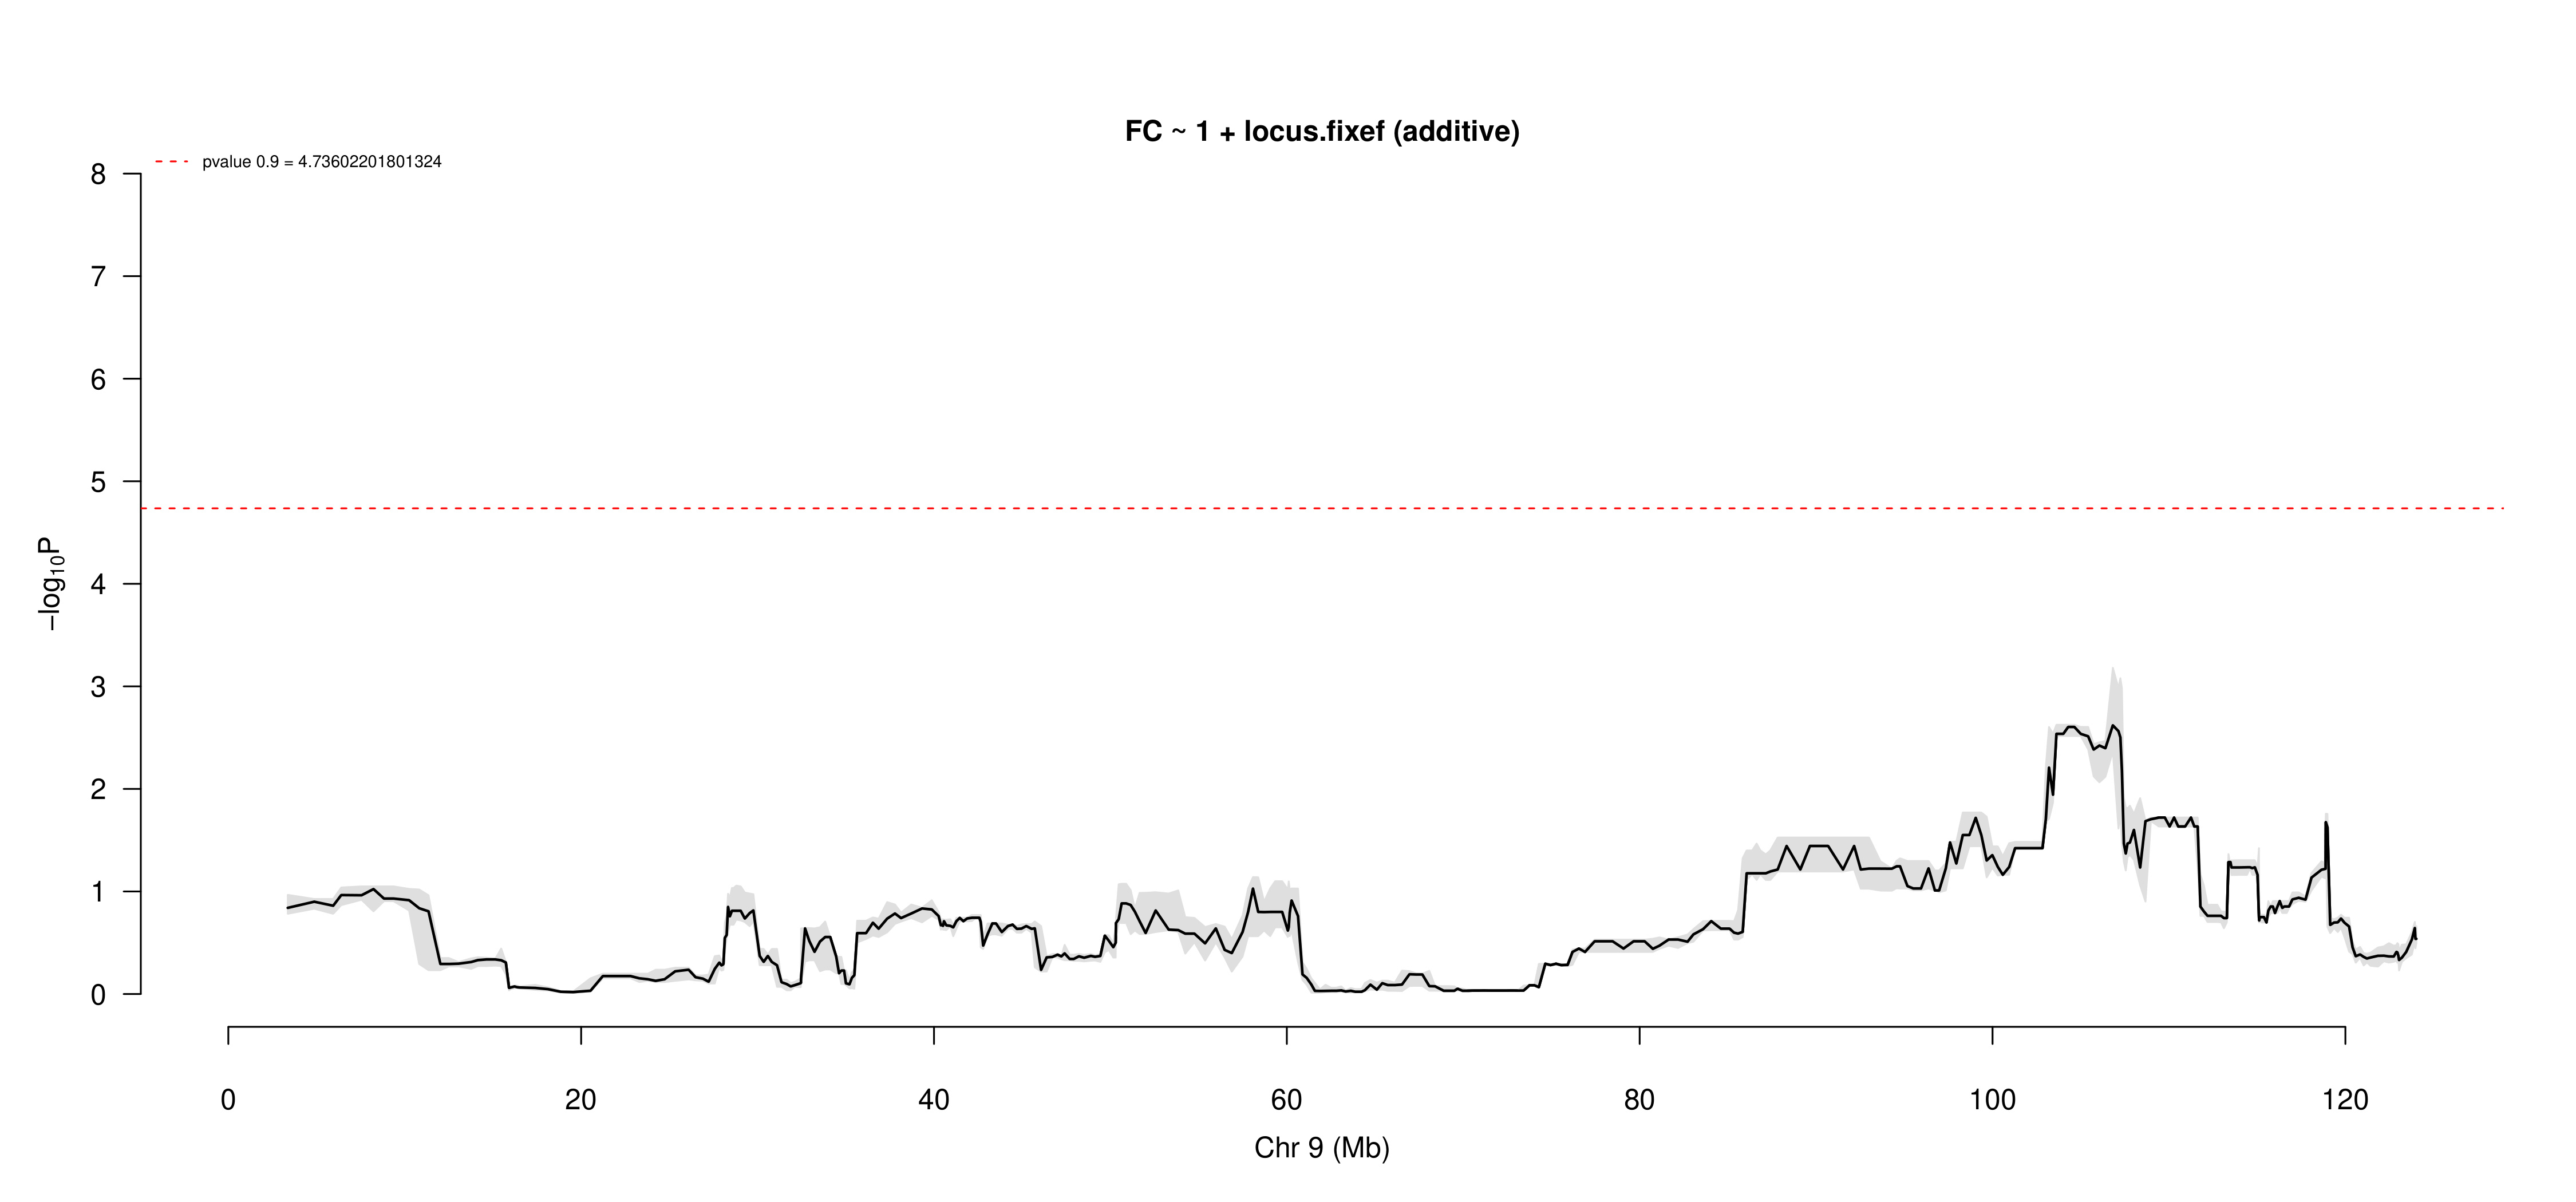 FC ~ 1 + locus.fixef (additive)
pvalue 0.9 = 4.73602201801324
8
7
6
5
4
3
2
1
0
−log10P
0 20 40 60 80 100 120
Chr 9 (Mb)